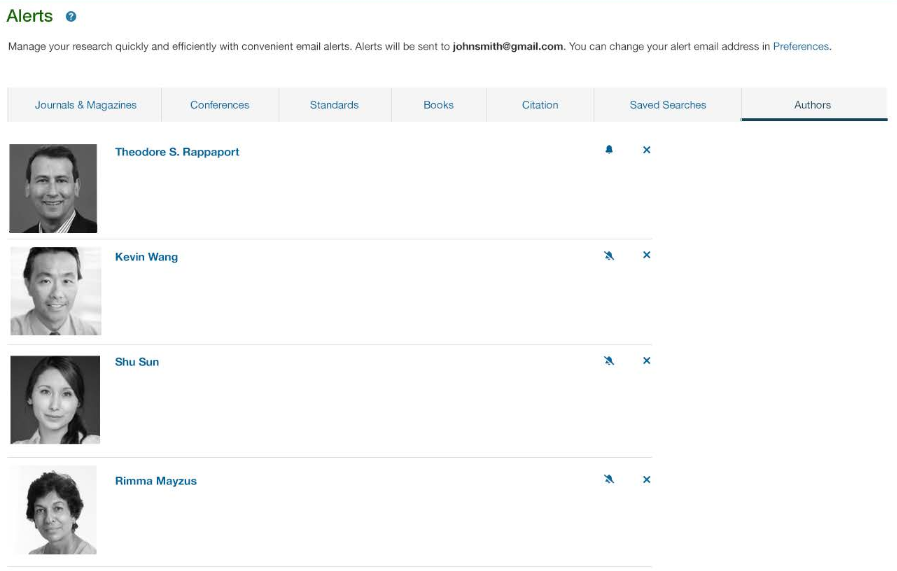 Alerts ?
Manage your research quickly and efficiently with convenient email alerts. Alerts will be sent to johnsmith@gmail.com. You can change your alert email address in Preferences.
Journals & Magazines Conferences Standards Books Citation Saved Searches Authors
Theodore S. Rappaport
Kevin Wang
Shu Sun
Rimma Mayzus